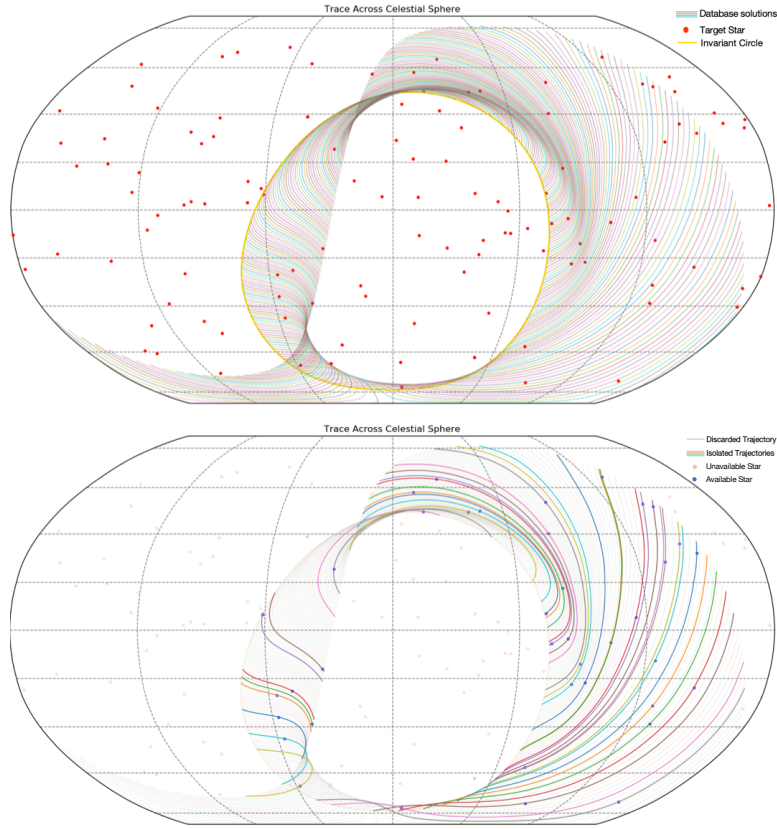 Trace Across Celestial Sphere
Database solutions
Target Star
Invariant Circle
Trace Across Celestial Sphere
Discarded Trajectory
Isolated Trajectories
Unavailable Star
Available Star